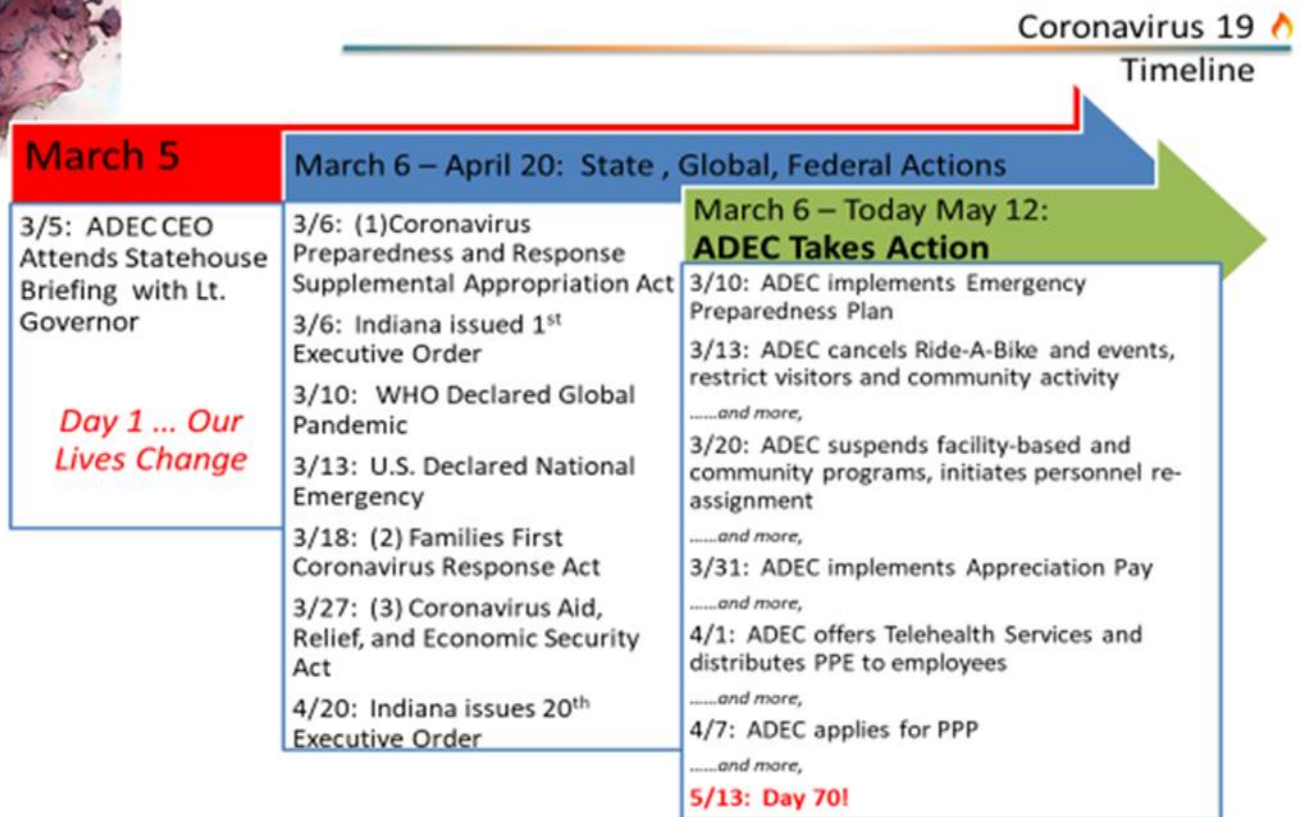 Coronavirus 19
Timeline
March 5
3/5: ADEC CEO
Attends Statehouse
Briefing with Lt.
Governor
Day 1 ... Our
Lives Change
March 6 – April 20: State , Global, Federal Actions
3/6: (1)Coronavirus
Preparedness and Response
Supplemental Appropriation Act
3/6: Indiana issued 1st
Executive Order
3/10: WHO Declared Global
Pandemic
3/13: U.S. Declared National
Emergency
3/18: (2) Families First
Coronavirus Response Act
3/27: (3) Coronavirus Aid,
Relief, and Economic Security
Act
4/20: Indiana issues 20th
Executive Order
March 6 – Today May 12:
ADEC Takes Action
3/10: ADEC implements Emergency
Preparedness Plan
3/13: ADEC cancels Ride-A-Bike and events,
restrict visitors and community activity
......and more,
3/20: ADEC suspends facility-based and
community programs, initiates personnel re-
assignment
......and more,
3/31: ADEC implements Appreciation Pay
......and more,
4/1: ADEC offers Telehealth Services and
distributes PPE to employees
......and more,
4/7: ADEC applies for PPP
......and more,
5/13: Day 70!